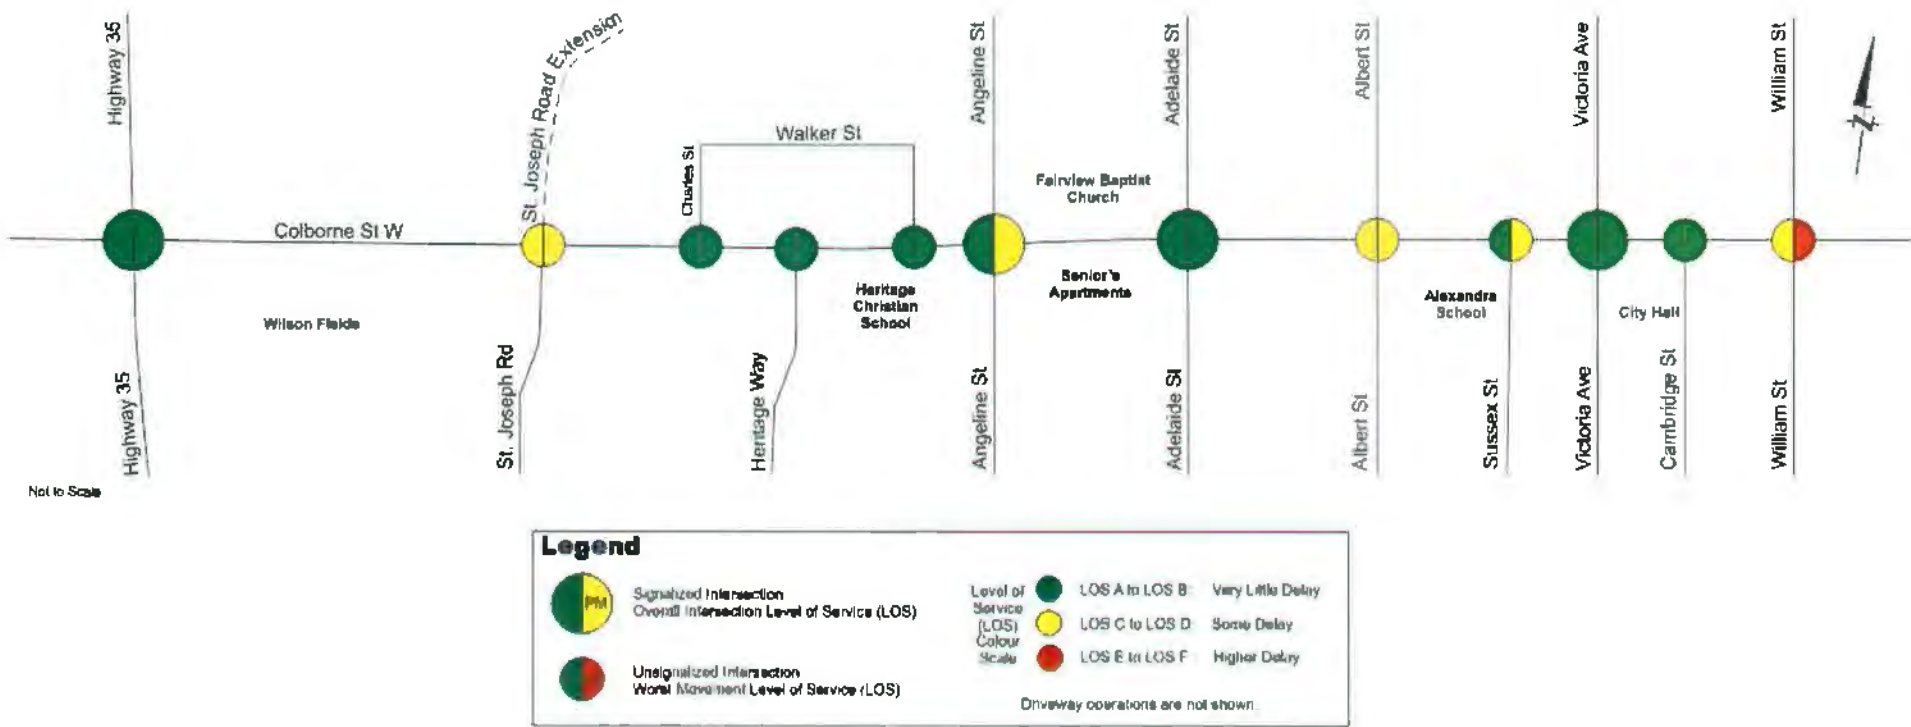 Highway 35
St. Joseph Road Extension
Angeline St
Adelaide St
Albert St
Victoria Ave
William St
Charles St
Walker St
Fairview Baptist
Church
Colborne St W
Wilson Fields
Heritage
Christian
School
Senior's
Apartments
Alexandra
School
City Hall
Highway 35
St. Joseph Rd
Heritage Way
Angeline St
Adelaide St
Albert St
Sussex St
Victoria Ave
Cambridge St
William St
Not to Scale
Legend
PM
Signalized Intersection
Overall Intersection Level of Service (LOS)
Unsignalized Intersection
Worst Movement Level of Service (LOS)
Level of
Service
(LOS)
Colour
Scale
LOS A to LOS B Very Little Delay
LOS C to LOS D Some Delay
LOS E to LOS F Higher Delay
Driveway operations are not shown.